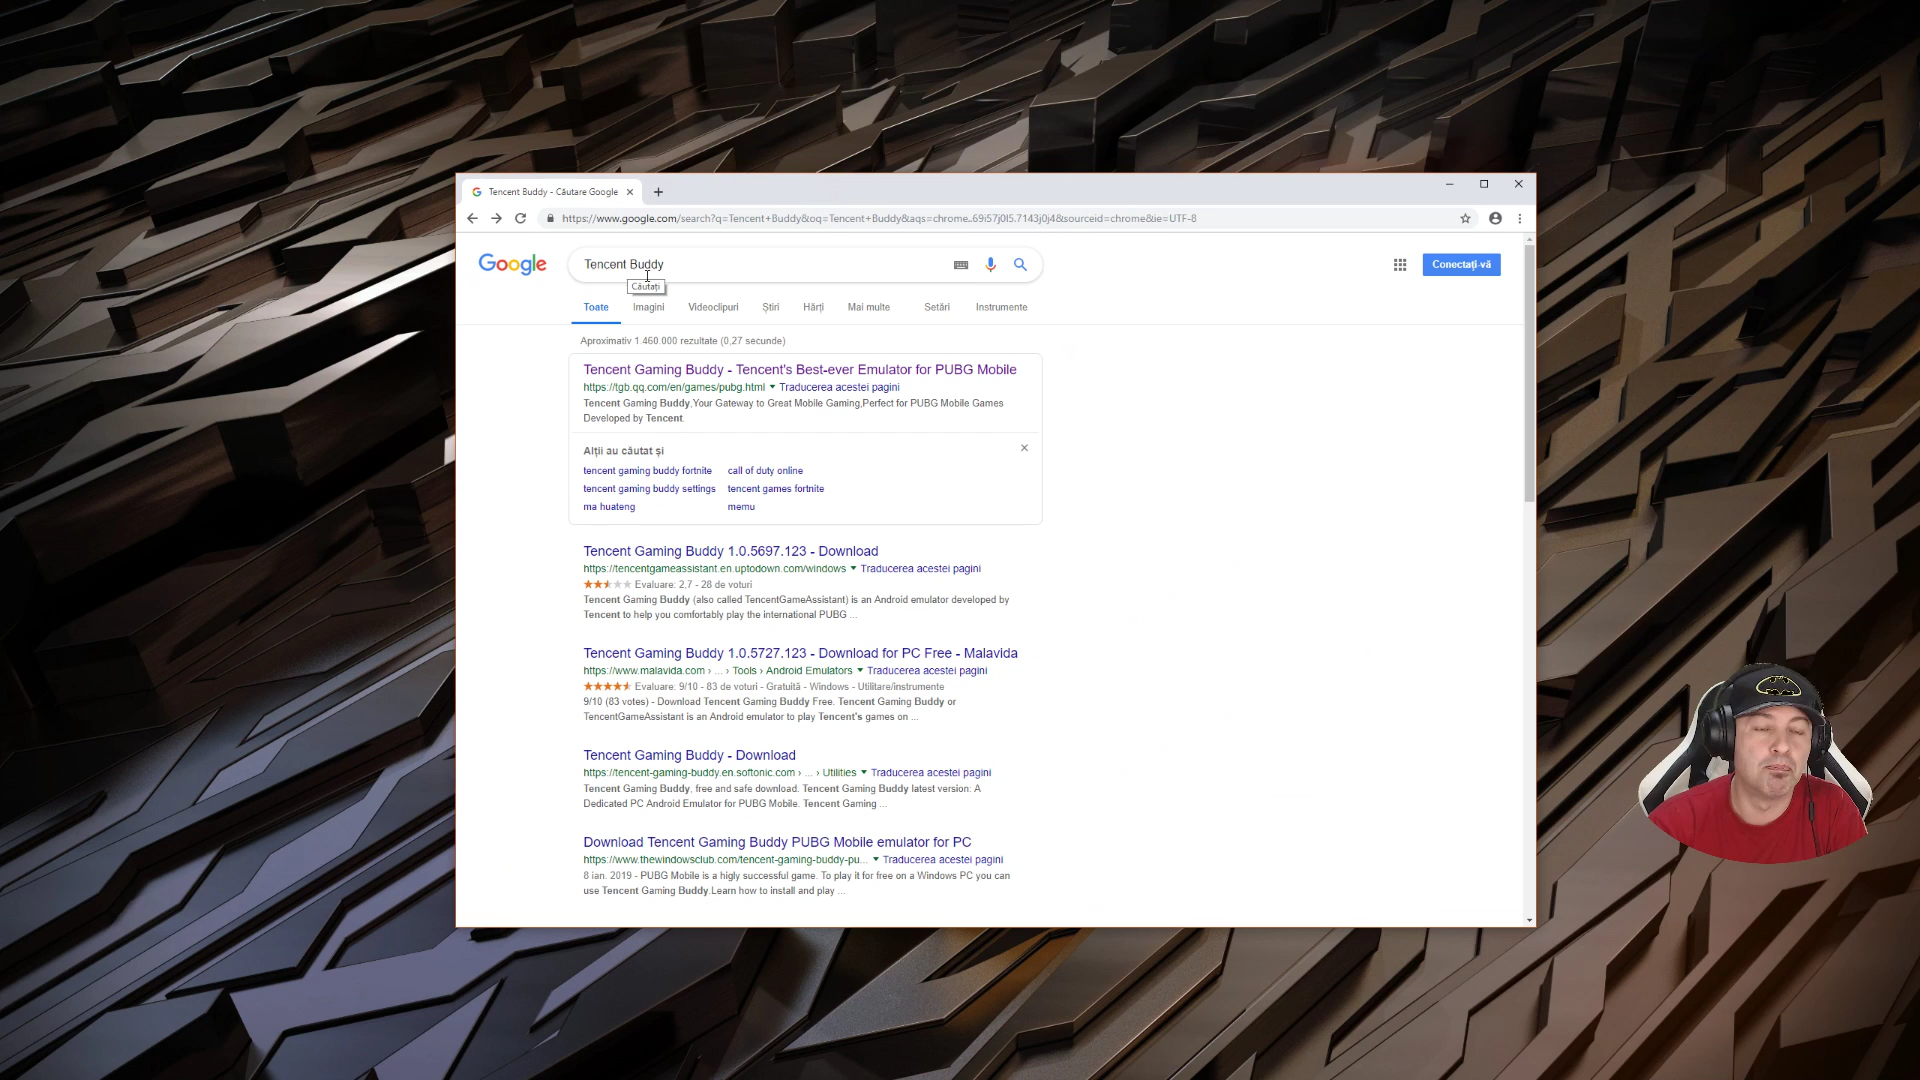 Tencent Buddy - Căutare Google
https://www.google.com/search?q=Tencent+Buddy&oq=Tencent+Buddy&aqs=chrome..69i57j0l5.7143j0j4&sourceid=chrome&ie=UTF-8
Google
Tencent Buddy
Conectați-vă
Căutați
Toate Imagini Videoclipuri Știri Hărți Mai multe Setări Instrumente
Aproximativ 1.460.000 rezultate (0,27 secunde)
Tencent Gaming Buddy - Tencent's Best-ever Emulator for PUBG Mobile
https://tgb.qq.com/en/games/pubg.html Traducerea acestei pagini
Tencent Gaming Buddy,Your Gateway to Great Mobile Gaming,Perfect for PUBG Mobile Games
Developed by Tencent.
Alții au căutat și
tencent gaming buddy fortnite call of duty online
tencent gaming buddy settings tencent games fortnite
ma huateng memu
Tencent Gaming Buddy 1.0.5697.123 - Download
https://tencentgameassistant.en.uptodown.com/windows Traducerea acestei pagini
Evaluare: 2,7 - 28 de voturi
Tencent Gaming Buddy (also called TencentGameAssistant) is an Android emulator developed by
Tencent to help you comfortably play the international PUBG ...
Tencent Gaming Buddy 1.0.5727.123 - Download for PC Free - Malavida
https://www.malavida.com › ... › Tools › Android Emulators Traducerea acestei pagini
Evaluare: 9/10 - 83 de voturi - Gratuită - Windows - Utilitare/instrumente
9/10 (83 votes) - Download Tencent Gaming Buddy Free. Tencent Gaming Buddy or
TencentGameAssistant is an Android emulator to play Tencent's games on ...
Tencent Gaming Buddy - Download
https://tencent-gaming-buddy.en.softonic.com › ... › Utilities Traducerea acestei pagini
Tencent Gaming Buddy, free and safe download. Tencent Gaming Buddy latest version: A
Dedicated PC Android Emulator for PUBG Mobile. Tencent Gaming ...
Download Tencent Gaming Buddy PUBG Mobile emulator for PC
https://www.thewindowsclub.com/tencent-gaming-buddy-pu... Traducerea acestei pagini
8 ian. 2019 - PUBG Mobile is a higly successful game. To play it for free on a Windows PC you can
use Tencent Gaming Buddy.Learn how to install and play ...